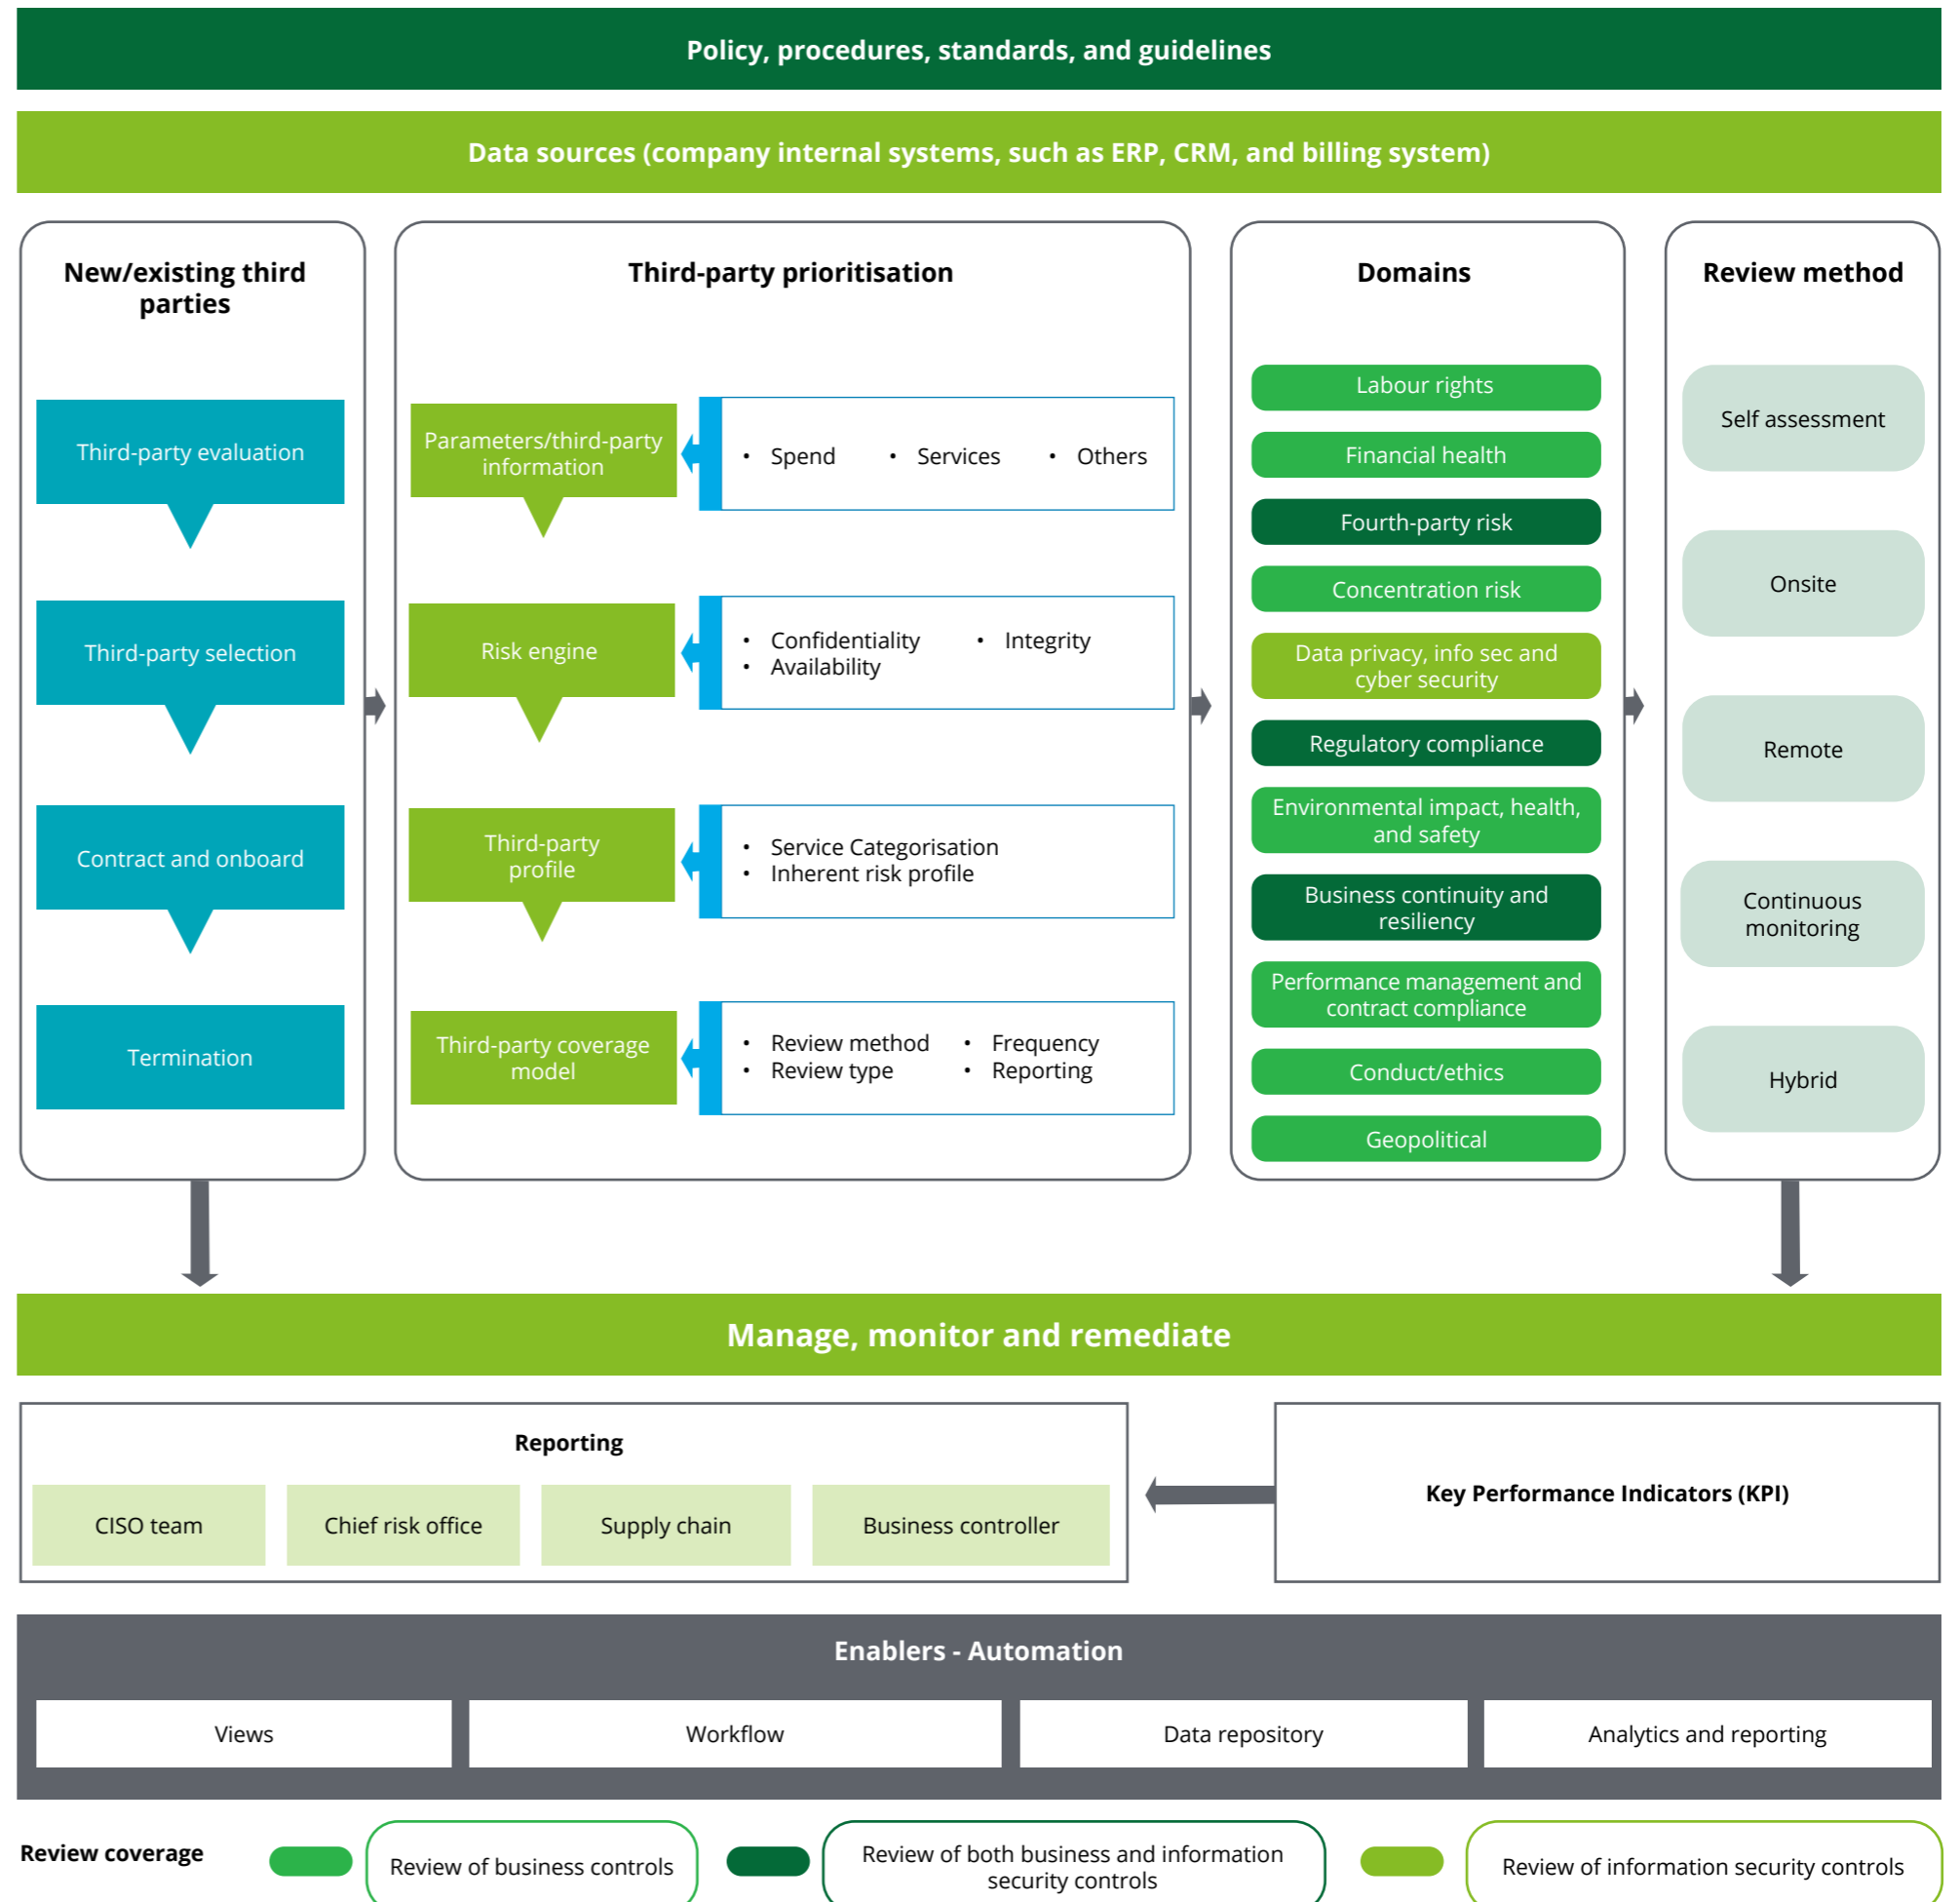 Policy, procedures, standards, and guidelines
Data sources (company internal systems, such as ERP, CRM, and billing system)
New/existing third
parties
Third-party evaluation
Third-party selection
Contract and onboard
Termination
Third-party prioritisation
Parameters/third-party
information
• Spend • Services • Others
Risk engine
• Confidentiality • Integrity
• Availability
Third-party
profile
• Service Categorisation
• Inherent risk profile
Third-party coverage
model
• Review method • Frequency
• Review type • Reporting
Domains
Labour rights
Financial health
Fourth-party risk
Concentration risk
Data privacy, info sec and
cyber security
Regulatory compliance
Environmental impact, health,
and safety
Business continuity and
resiliency
Performance management and
contract compliance
Conduct/ethics
Geopolitical
Review method
Self assessment
Onsite
Remote
Continuous
monitoring
Hybrid
Manage, monitor and remediate
Reporting
CISO team
Chief risk office
Supply chain
Business controller
Key Performance Indicators (KPI)
Enablers - Automation
Views
Workflow
Data repository
Analytics and reporting
Review coverage
Review of business controls
Review of both business and information
security controls
Review of information security controls